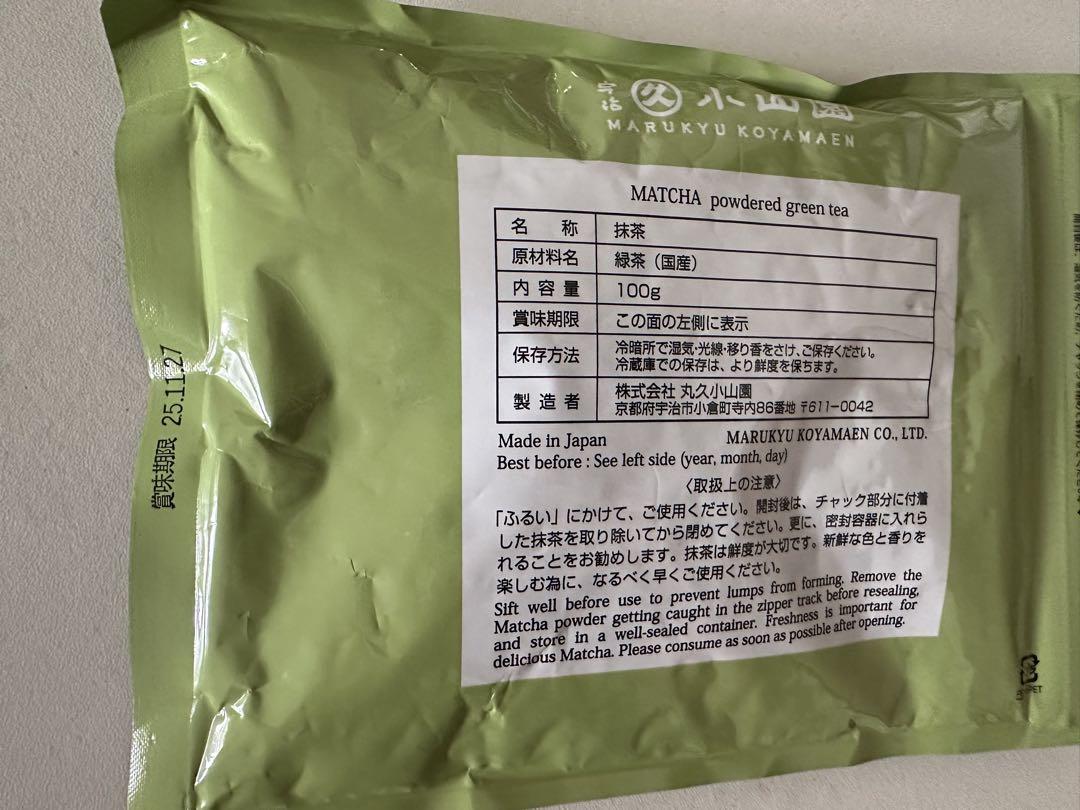 宇治 久 小山園
MARUKYU KOYAMAEN
MATCHA powdered green tea
名 称 抹茶
原材料名 緑茶（国産）
内容量 100g
賞味期限 この面の左側に表示
保存方法 冷暗所で湿気・光線・移り香をさけ、ご保存ください。
冷蔵庫での保存は、より鮮度を保ちます。
製造者 株式会社 丸久小山園
京都府宇治市小倉町寺内86番地 〒611-0042
Made in Japan MARUKYU KOYAMAEN CO., LTD.
Best before : See left side (year, month, day)
〈取扱上の注意〉
「ふるい」にかけて、ご使用ください。開封後は、チャック部分に付着
した抹茶を取り除いてから閉めてください。更に、密封容器に入れら
れることをお勧めします。抹茶は鮮度が大切です。新鮮な色と香りを
楽しむ為に、なるべく早くご使用ください。
Sift well before use to prevent lumps from forming. Remove the
Matcha powder getting caught in the zipper track before resealing,
and store in a well-sealed container. Freshness is important for
delicious Matcha. Please consume as soon as possible after opening.
賞味期限 25.11.27